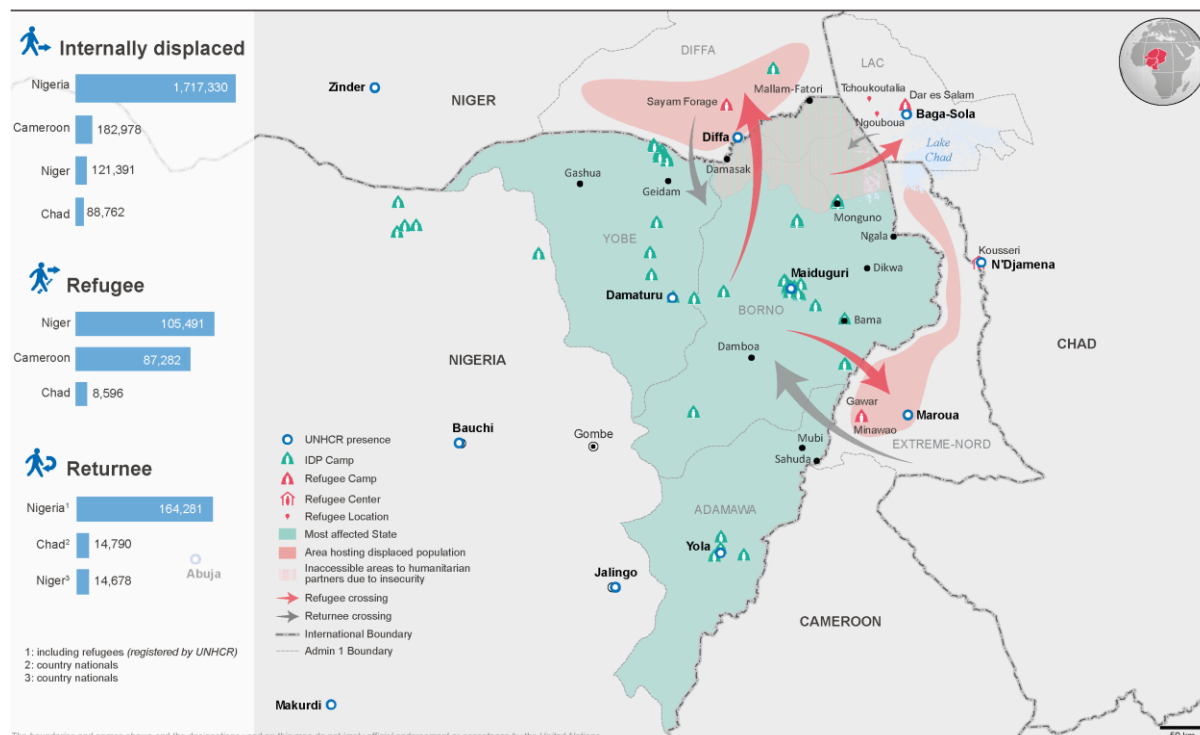 Internally displaced
Nigeria 1,717,330
Cameroon 182,978
Niger 121,391
Chad 88,762
Refugee
Niger 105,491
Cameroon 87,282
Chad 8,596
Returnee
Nigeria¹ 164,281
Chad² 14,790
Niger³ 14,678
Abuja
1: including refugees (registered by UNHCR)
2: country nationals
3: country nationals
DIFFA
LAC
Zinder
NIGER
Mallam-Fatori
Tchoukoutalia
Dar es Salam
Sayam Forage
Ngouboua
Baga-Sola
Diffa
Lake
Chad
Damasak
Gashua
Geidam
Monguno
YOBE
Ngala
Kousseri
N'Djamena
Maiduguri
Dikwa
Damaturu
BORNO
Bama
Damboa
NIGERIA
CHAD
Gawar
Maroua
Minawao
Bauchi
Gombe
Mubi
EXTREME-NORD
Sahuda
UNHCR presence
IDP Camp
Refugee Camp
Refugee Center
Refugee Location
Most affected State
Area hosting displaced population
Inaccessible areas to humanitarian
partners due to insecurity
Refugee crossing
Returnee crossing
International Boundary
Admin 1 Boundary
ADAMAWA
Yola
Jalingo
CAMEROON
Makurdi